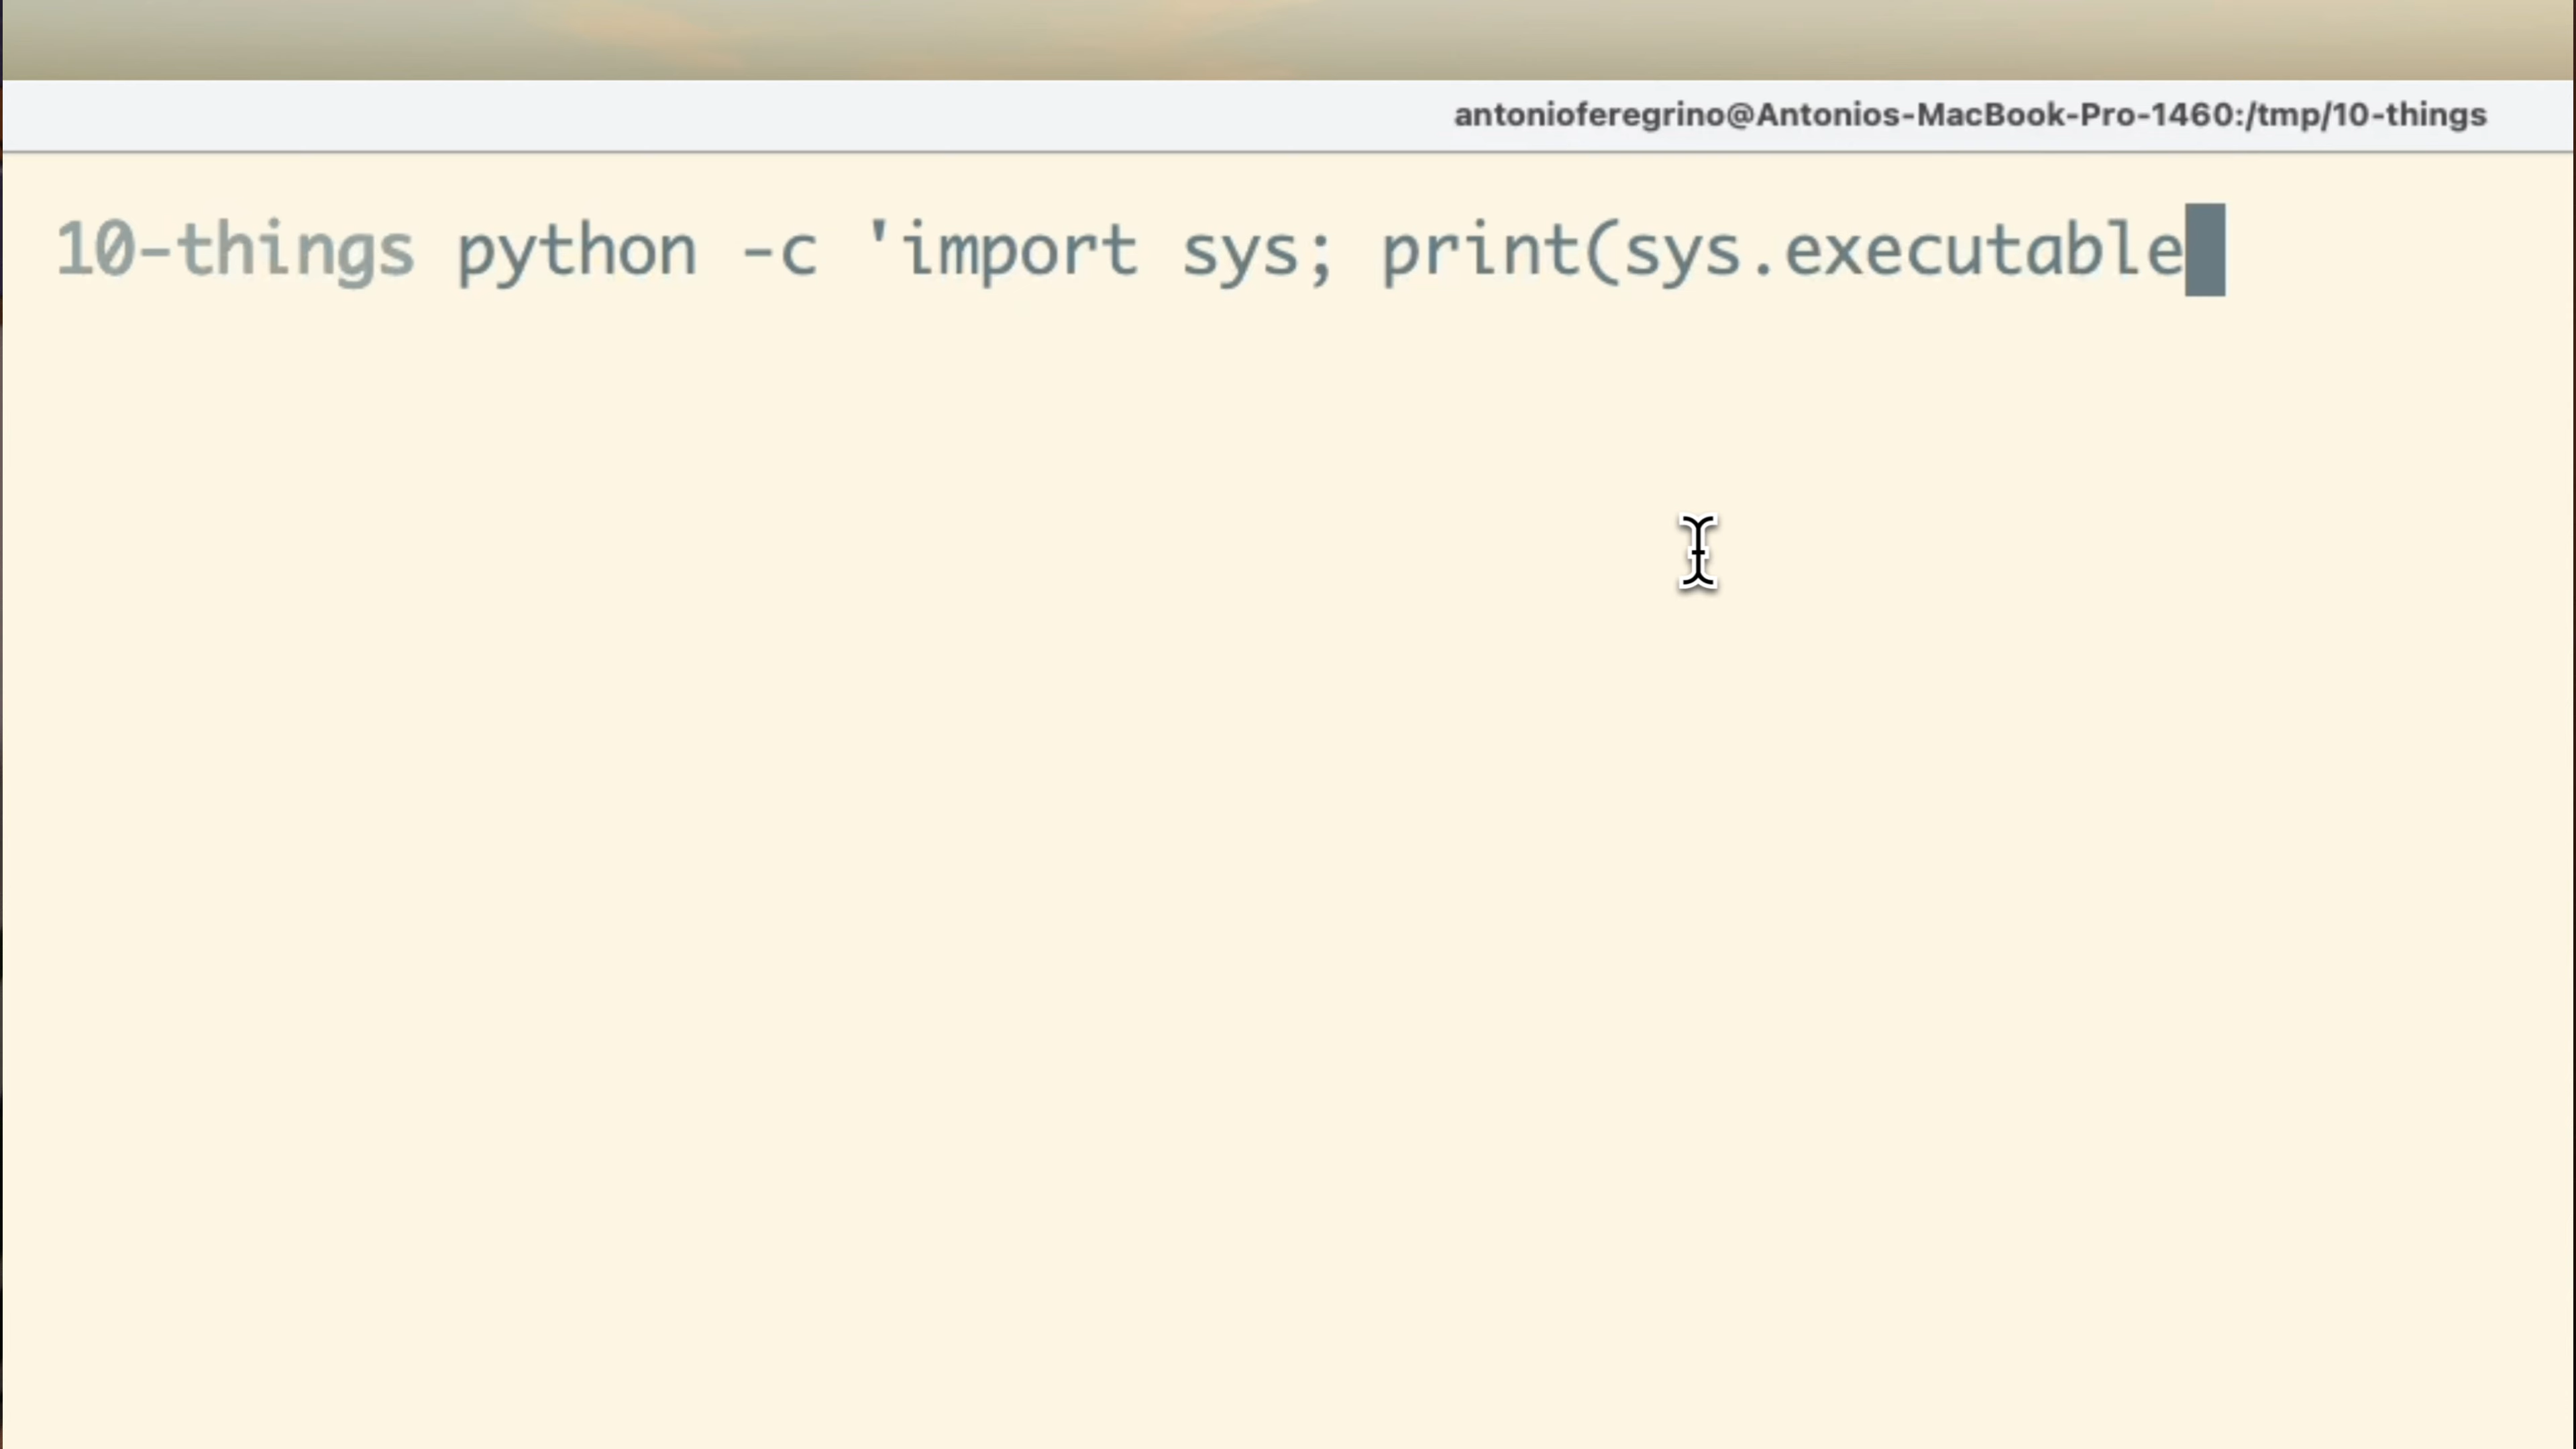 antonioferegrino@Antonios-MacBook-Pro-1460:/tmp/10-things
10-things python -c 'import sys; print(sys.executable